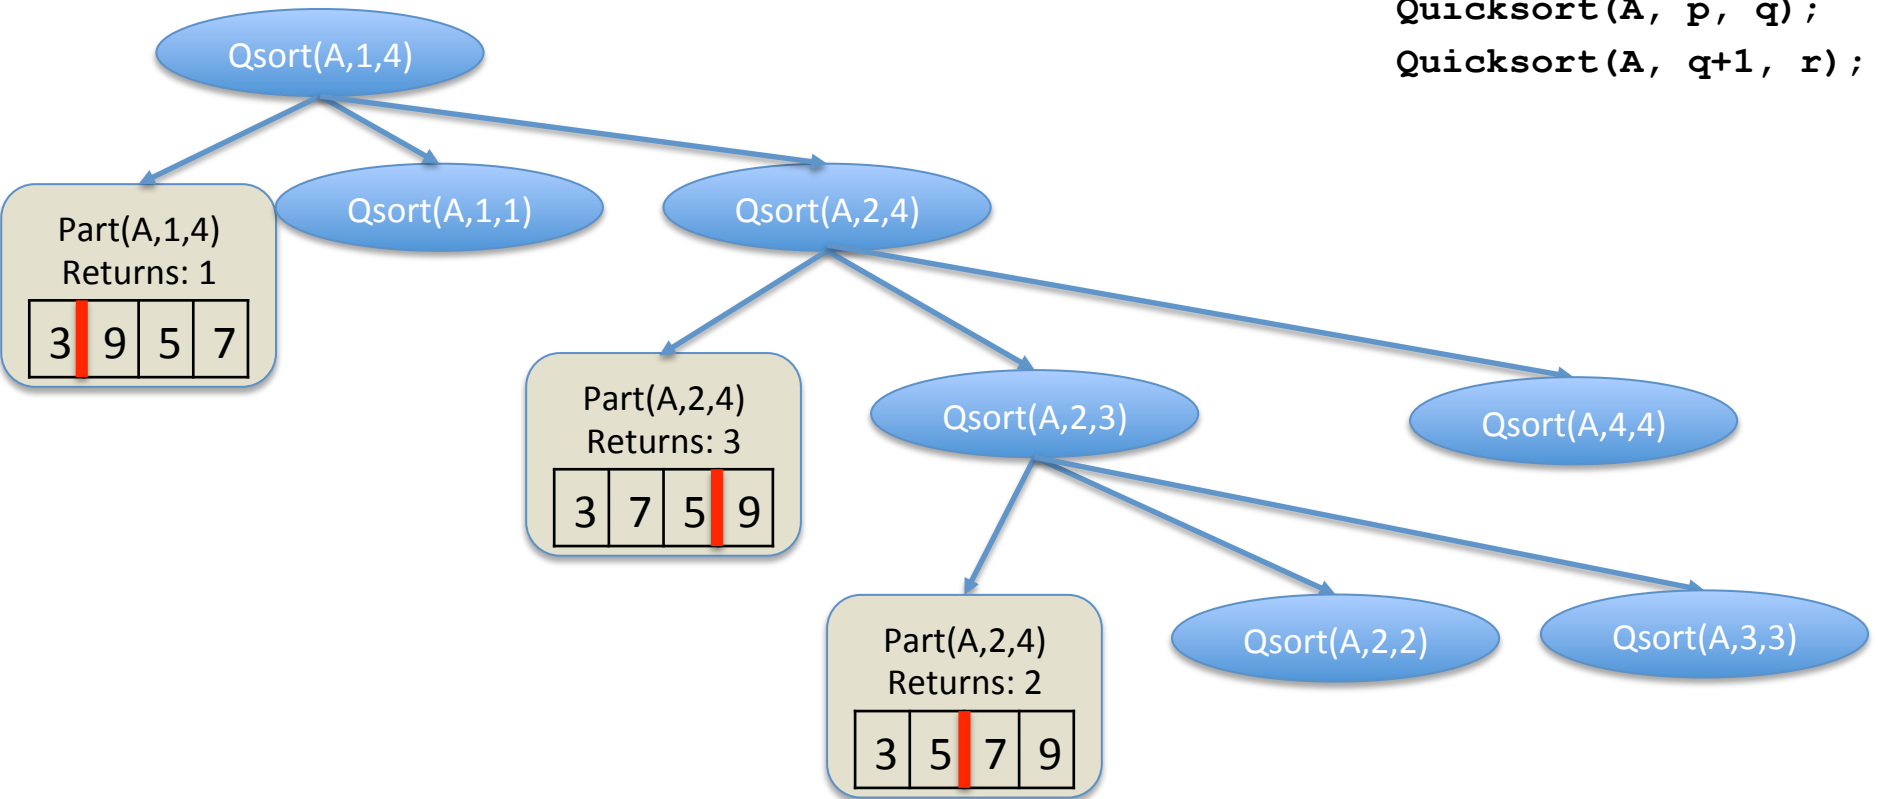 Quicksort(A, p, q);
Quicksort(A, q+1, r);
Qsort(A,1,4)
Part(A,1,4)
Returns: 1
3 9 5 7
Qsort(A,1,1)
Qsort(A,2,4)
Part(A,2,4)
Returns: 3
3 7 5 9
Qsort(A,2,3)
Qsort(A,4,4)
Part(A,2,4)
Returns: 2
3 5 7 9
Qsort(A,2,2)
Qsort(A,3,3)